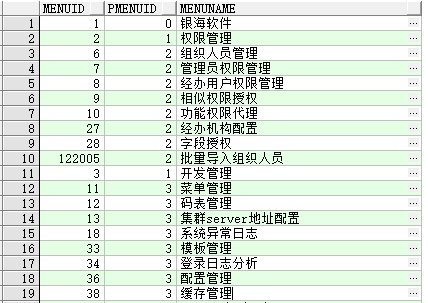 MENUID PMENUID MENUNAME
1 1 0 银海软件 ...
2 2 1 权限管理 ...
3 6 2 组织人员管理 ...
4 7 2 管理员权限管理 ...
5 8 2 经办用户权限管理 ...
6 9 2 相似权限授权 ...
7 10 2 功能权限代理 ...
8 27 2 经办机构配置 ...
9 28 2 字段授权 ...
10 122005 2 批量导入组织人员 ...
11 3 1 开发管理 ...
12 11 3 菜单管理 ...
13 12 3 码表管理 ...
14 13 3 集群server地址配置 ...
15 18 3 系统异常日志 ...
16 33 3 模板管理 ...
17 34 3 登录日志分析 ...
18 36 3 配置管理 ...
19 38 3 缓存管理 ...